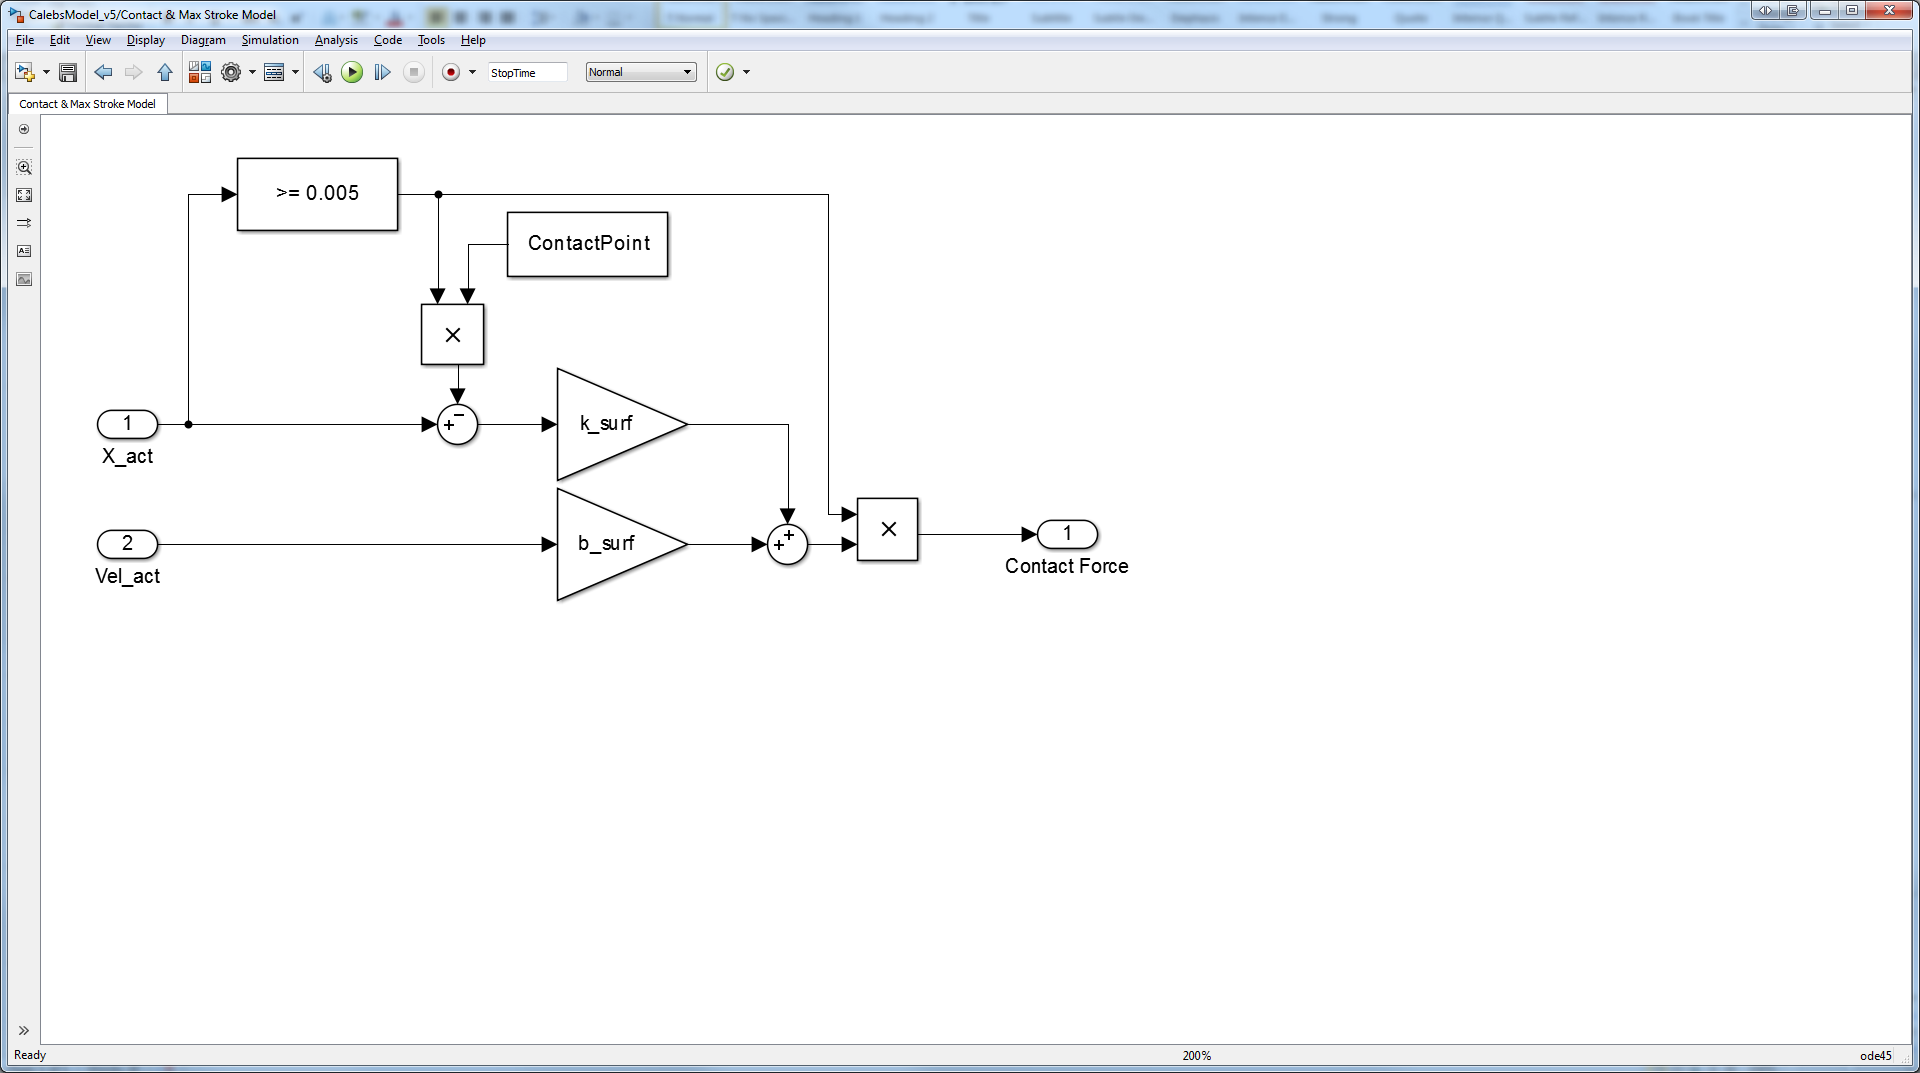 CalebsModel_v5/Contact & Max Stroke Model
File Edit View Display Diagram Simulation Analysis Code Tools Help
StopTime
Normal
Contact & Max Stroke Model
>= 0.005
ContactPoint
×
1
X_act
+ −
k_surf
2
Vel_act
b_surf
+ +
×
1
Contact Force
Ready
200%
ode45